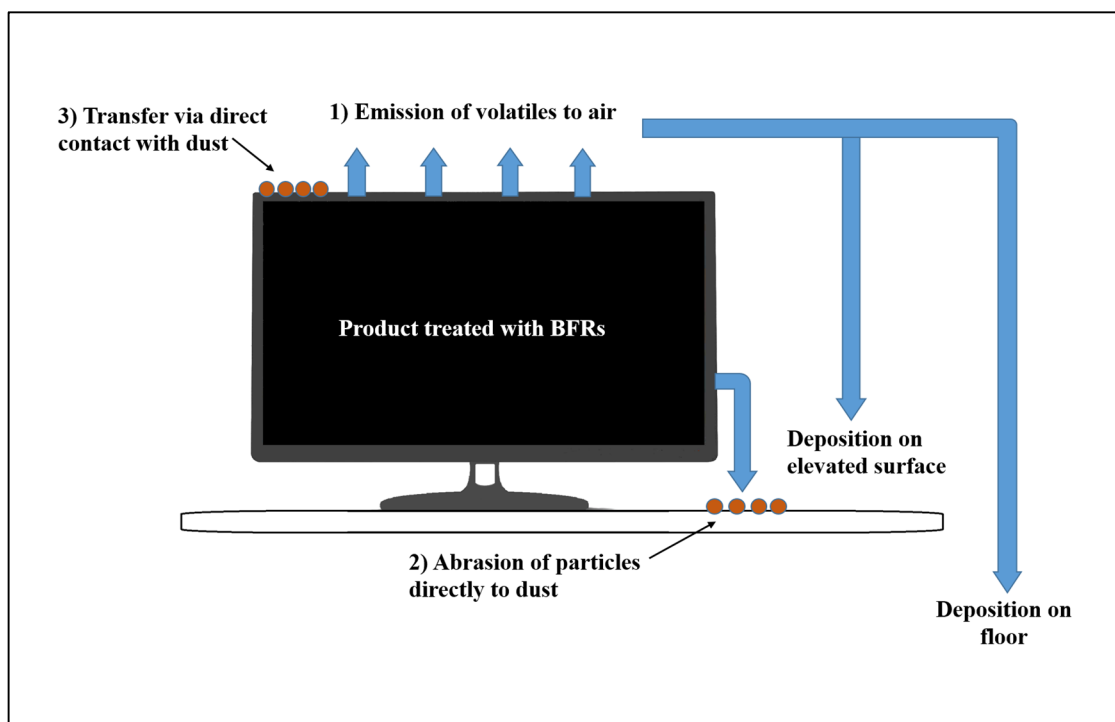 3) Transfer via direct
contact with dust
1) Emission of volatiles to air
Product treated with BFRs
Deposition on
elevated surface
2) Abrasion of particles
directly to dust
Deposition on
floor